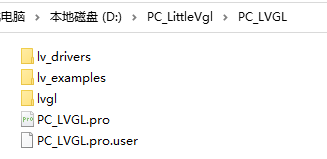 电脑 › 本地磁盘 (D:) › PC_LittleVgl › PC_LVGL
lv_drivers
lv_examples
lvgl
PC_LVGL.pro
PC_LVGL.pro.user